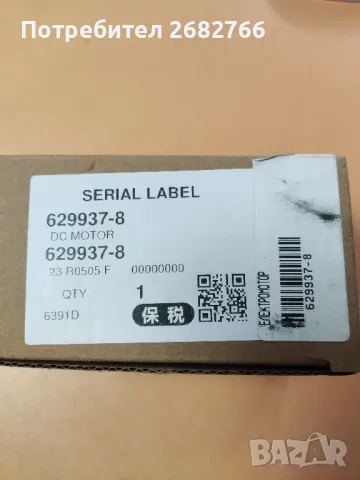 Потребител 2682766
SERIAL LABEL
629937-8
DC MOTOR
629937-8
23 R0505 F 00000000
QTY 1
6391D
保税
ЕЛЕКТРОМОТОР
629937-8
BAZAR